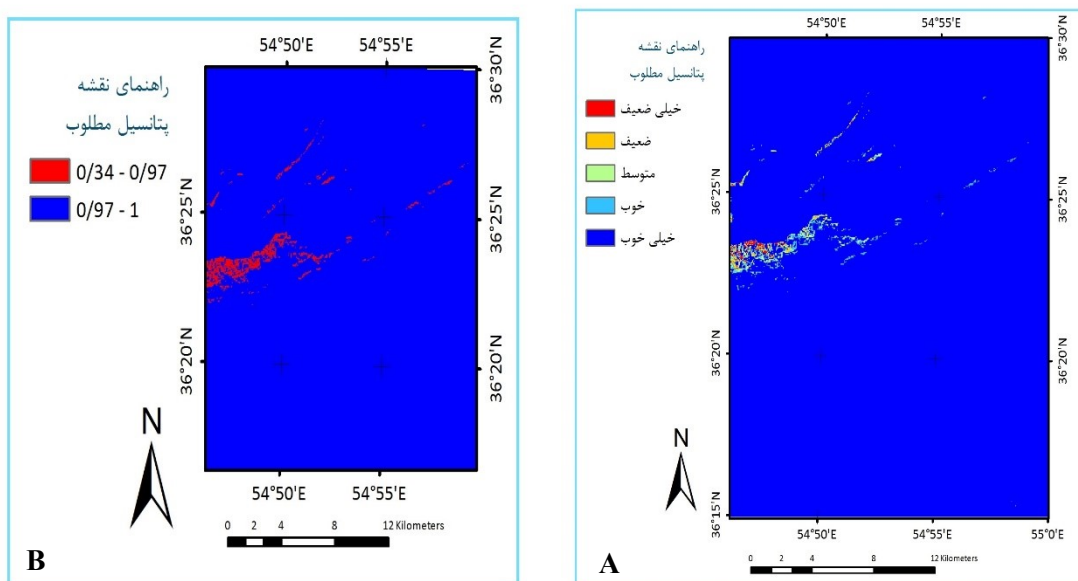 54°50'E 54°55'E
36°30'N
راهنمای نقشه
پتانسیل مطلوب
0/34 - 0/97
0/97 - 1
36°25'N
36°25'N
36°20'N
36°20'N
N
54°50'E 54°55'E
0 2 4 8 12 Kilometers
B
54°50'E 54°55'E
36°30'N
راهنمای نقشه
پتانسیل مطلوب
خیلی ضعیف
ضعیف
متوسط
خوب
خیلی خوب
36°25'N
36°25'N
36°20'N
36°20'N
N
36°15'N
54°50'E 54°55'E 55°0'E
0 2 4 8 12 Kilometers
A